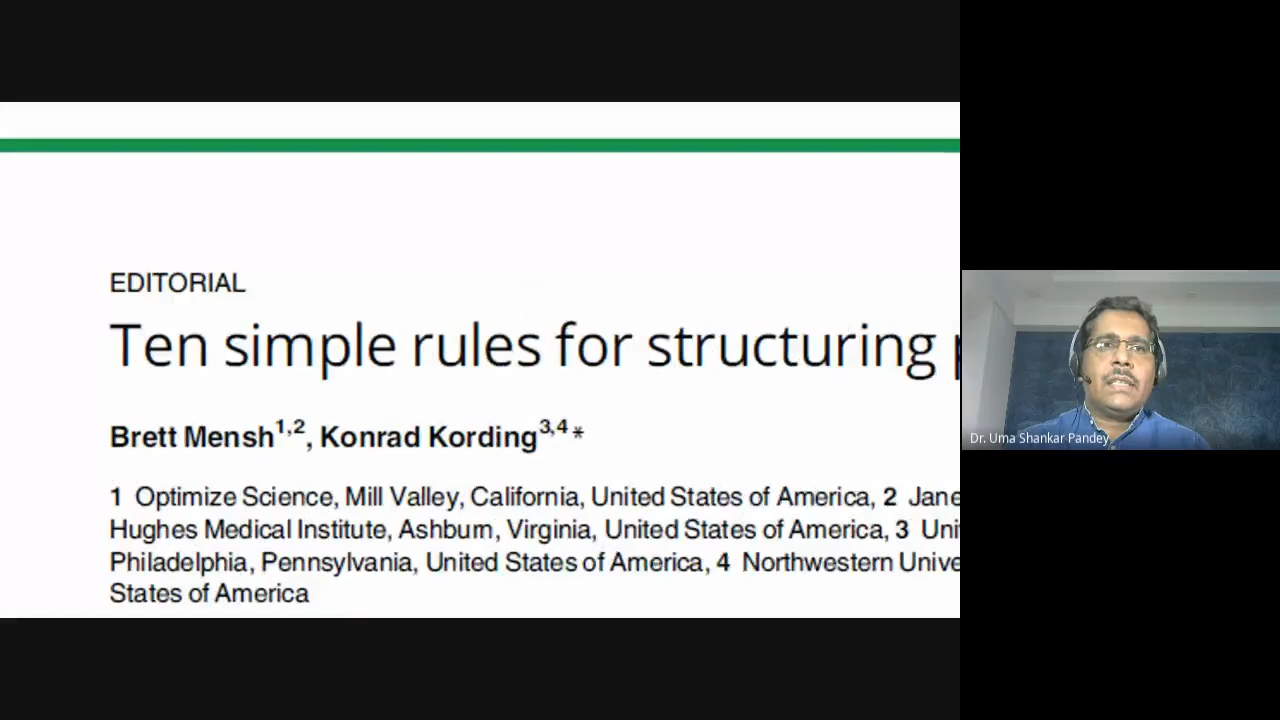 EDITORIAL
Ten simple rules for structuring
Brett Mensh1,2, Konrad Kording3,4*
1 Optimize Science, Mill Valley, California, United States of America, 2 Jane
Hughes Medical Institute, Ashburn, Virginia, United States of America, 3 Uni
Philadelphia, Pennsylvania, United States of America, 4 Northwestern Unive
States of America
Dr. Uma Shankar Pandey